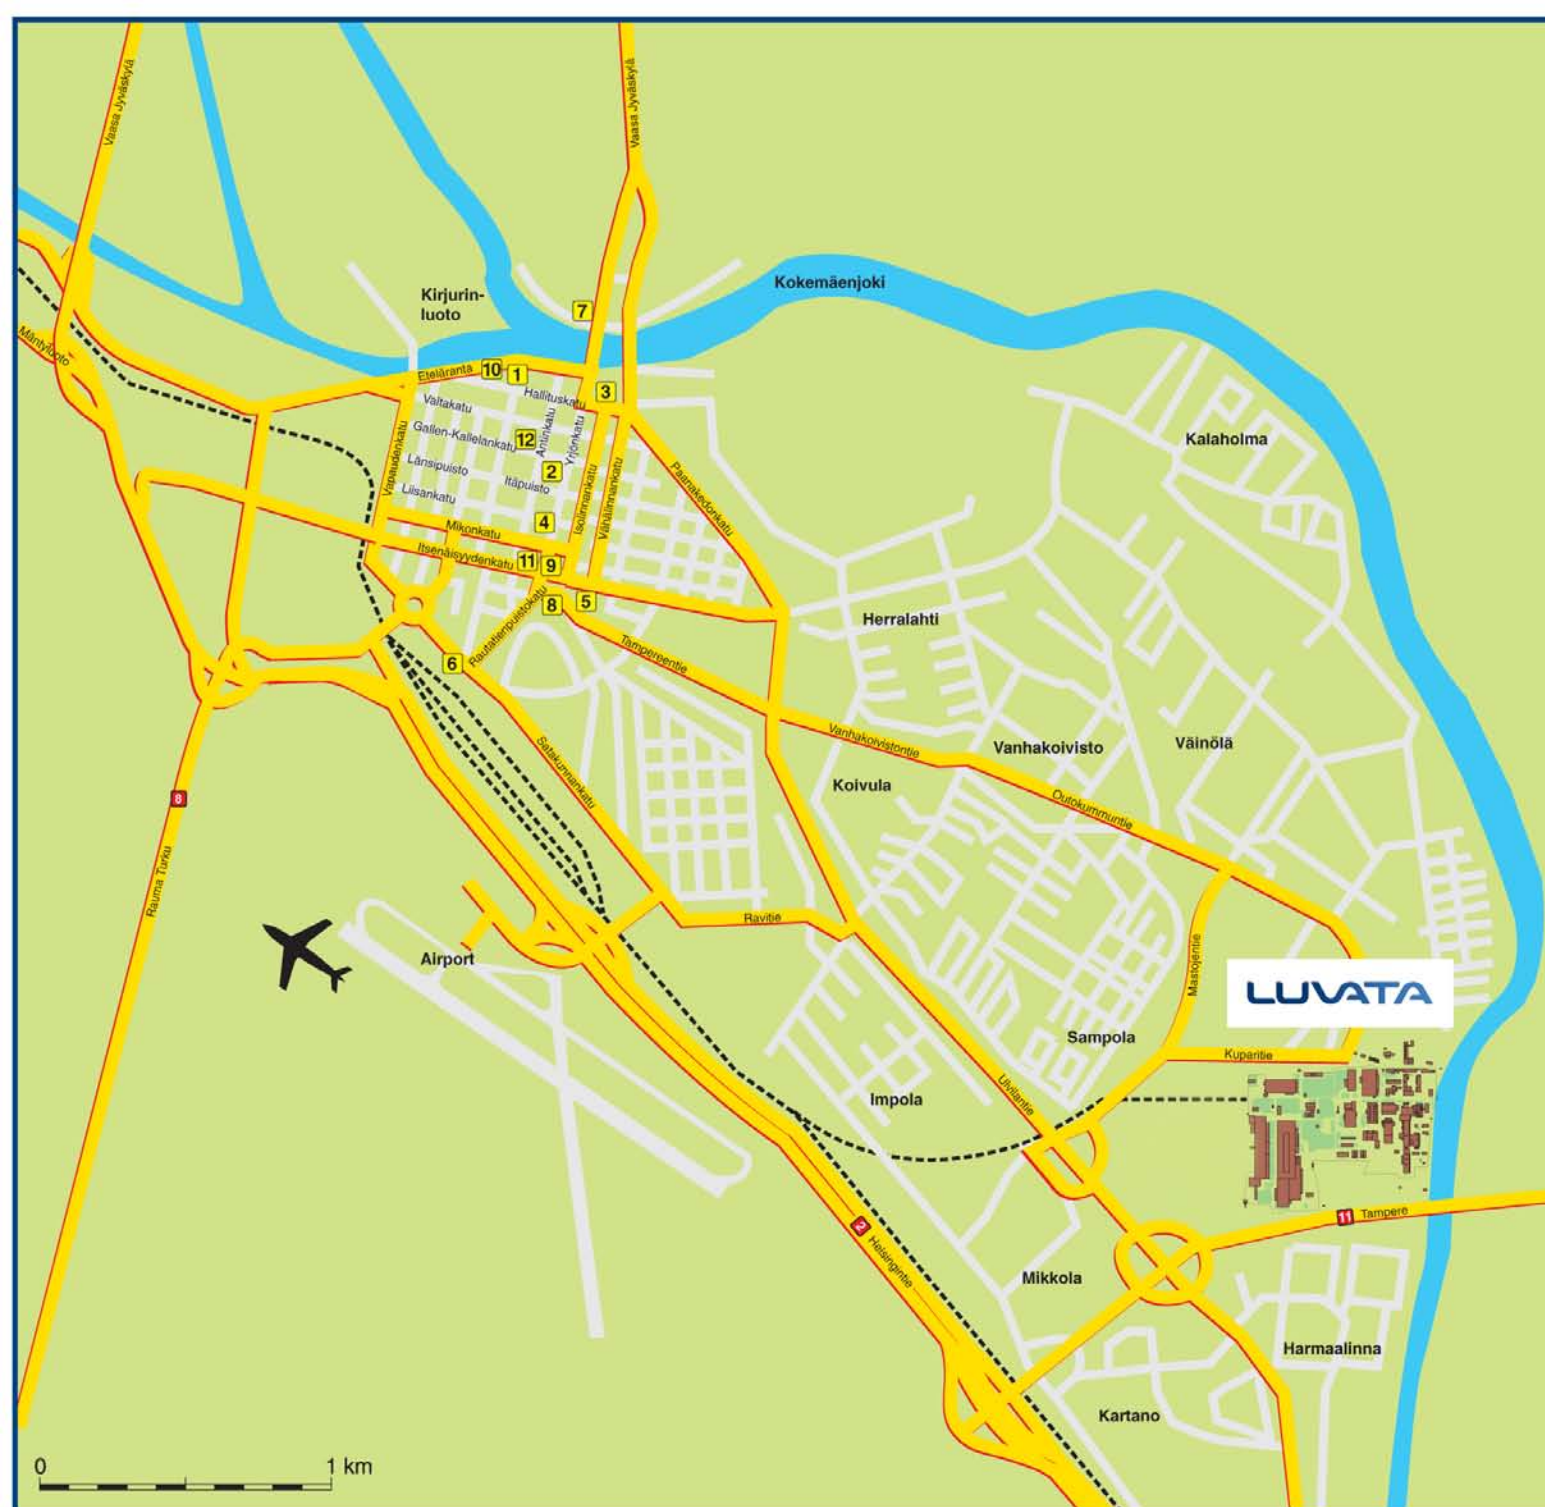 Vaasa Jyväskylä
Vaasa Jyväskylä
Kokemäenjoki
Kirjurin-
luoto
7
Mäntyluoto
Eteläranta
10
1
3
Hallituskatu
Valtakatu
Gallen-Kallelankatu
12
Antinkatu
Yrjönkatu
Kalaholma
Vapaudenkatu
Länsipuisto
2
Itäpuisto
Isolinnankatu
Vähälinnankatu
Paanakedonkatu
Liisankatu
Mikonkatu
4
Itsenäisyydenkatu
11
9
8
5
Rautatienpuistokatu
Herralahti
Tampereentie
6
Satakunnankatu
Vanhakoivistontie
Vanhakoivisto
Väinölä
Koivula
8
Outokummuntie
Rauma Turku
Ravitie
Airport
Mastojentie
LUVATA
Sampola
Kuparitie
Impola
Ulvilantie
2
Helsingintie
11
Tampere
Mikkola
Harmaalinna
Kartano
0
1 km